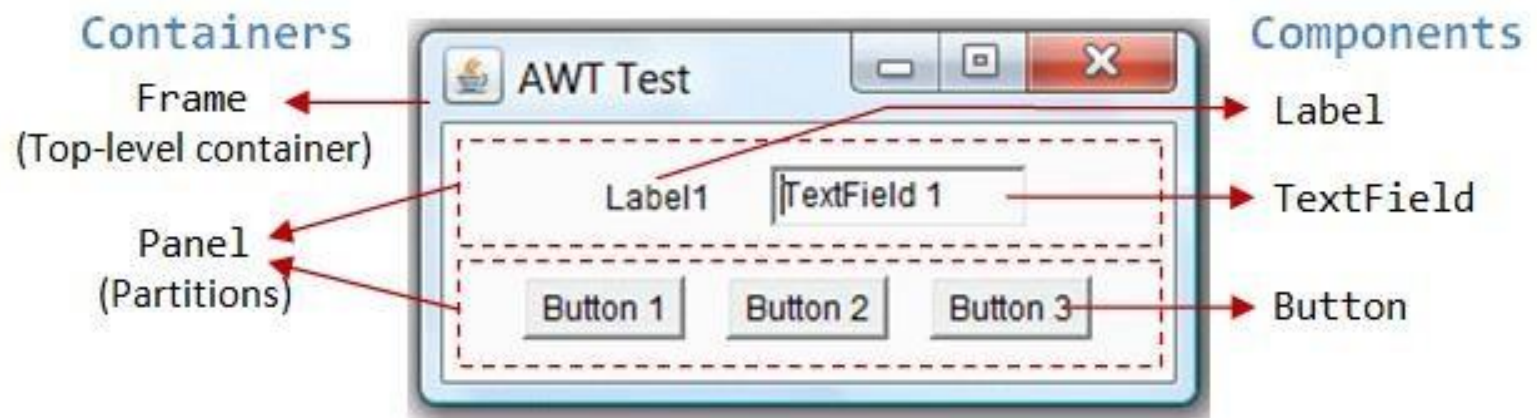 Containers
Frame
(Top-level container)
Panel
(Partitions)
AWT Test
Label1
TextField 1
Button 1
Button 2
Button 3
Components
Label
TextField
Button